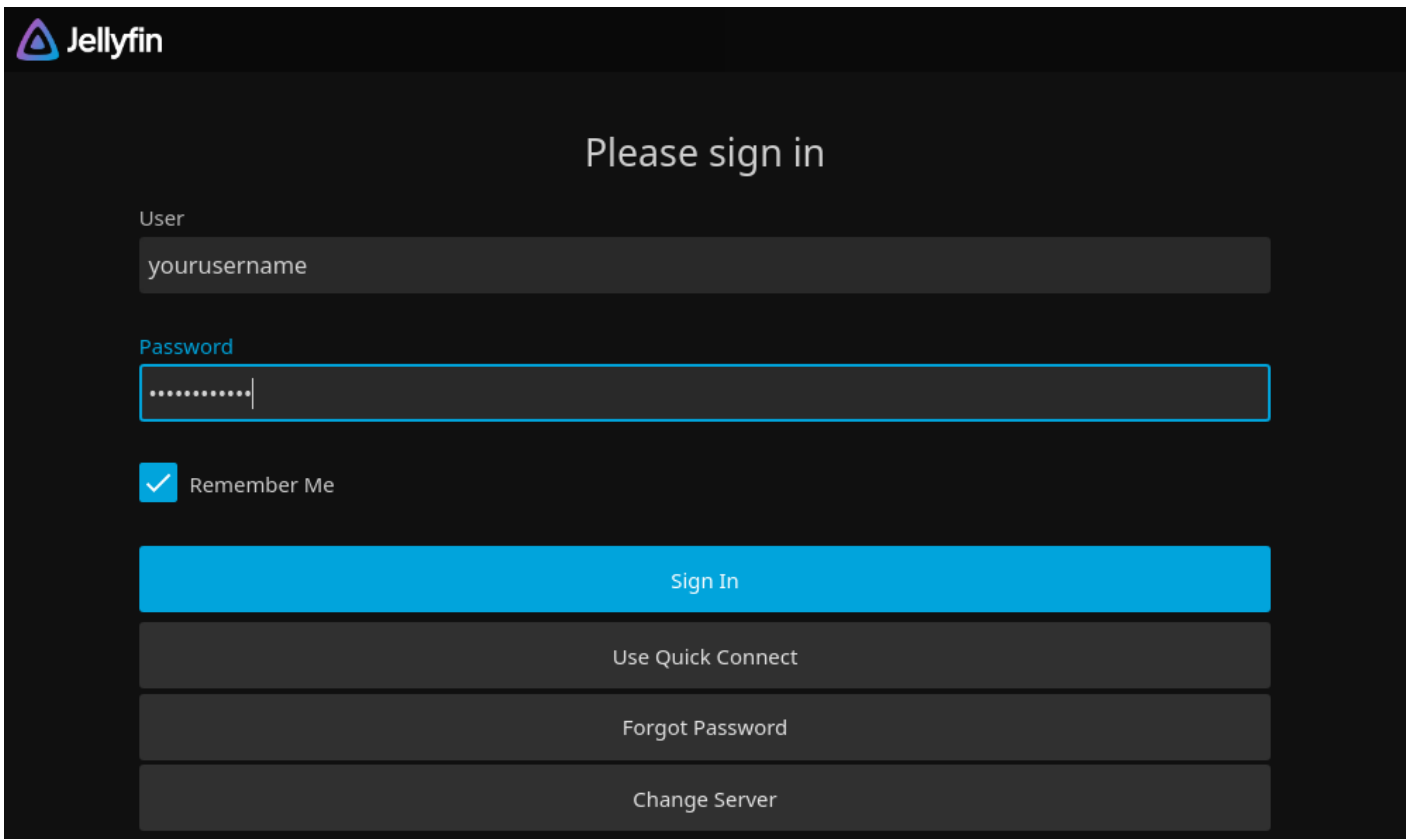 Jellyfin
Please sign in
User
yourusername
Password
••••••••••••
Remember Me
Sign In
Use Quick Connect
Forgot Password
Change Server